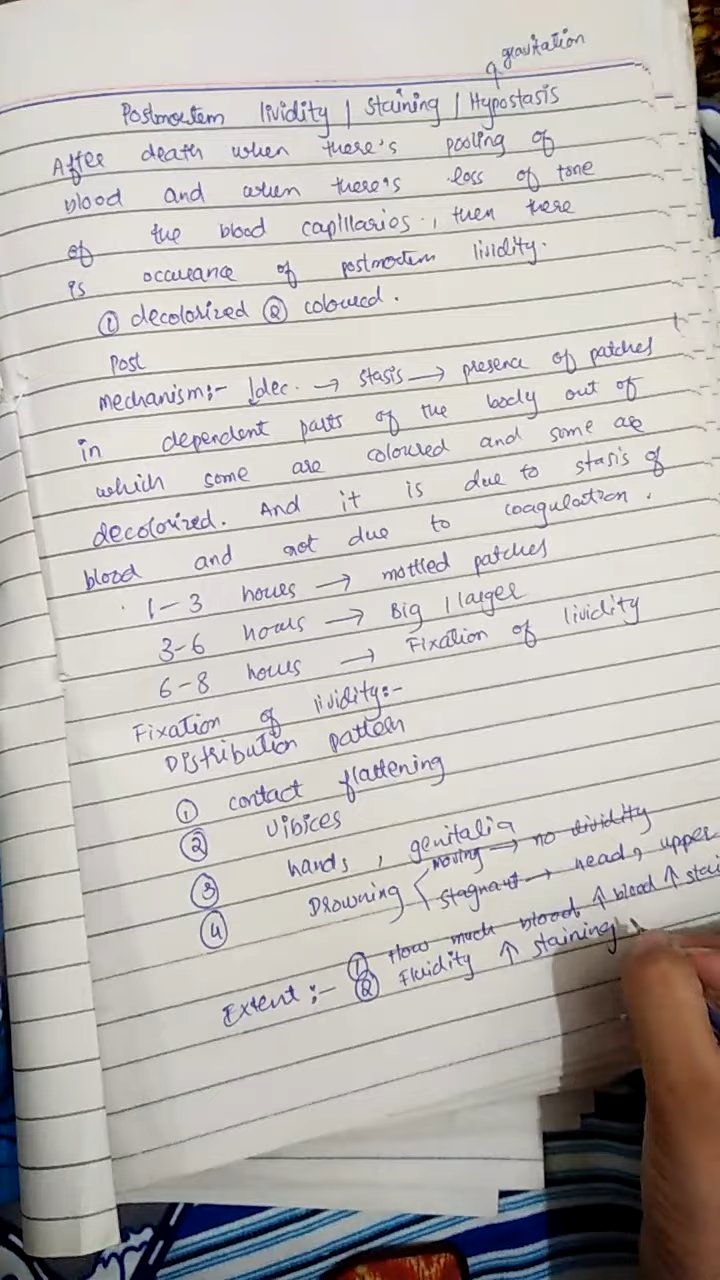 gravitation
Postmortem lividity / Staining / Hypostasis
After death when there's pooling of
blood and when there's loss of tone
of the blood capillaries, then there
is occurance of postmortem lividity.
① decolorized ② coloured.
Post
mechanism:- ↓dec. → stasis → presence of patches
in dependent parts of the body out of
which some are coloured and some are
decolorized. And it is due to stasis of
blood and not due to coagulation.
1-3 hours → mottled patches
3-6 hours → Big / larger
6-8 hours → Fixation of lividity
Fixation of lividity:-
Distribution pattern
① contact flattening
② Vibices
③ hands, genitalia
④ Drowning moving → no lividity
stagnant → head, upper
Extent:- ① How much blood ↑ blood ↑ stai
② Fluidity ↑ staining